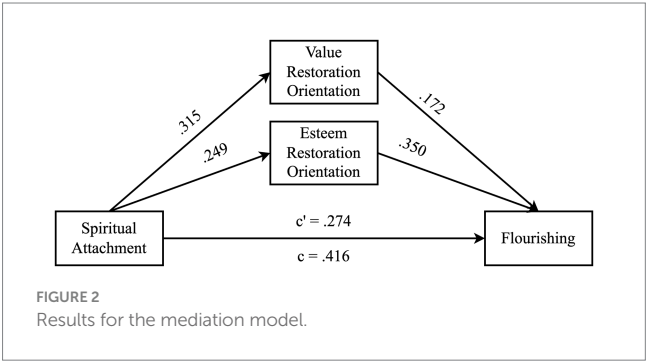 Value
Restoration
Orientation
.315
.172
Esteem
Restoration
Orientation
.249
.350
Spiritual
Attachment
c' = .274
c = .416
Flourishing
FIGURE 2
Results for the mediation model.